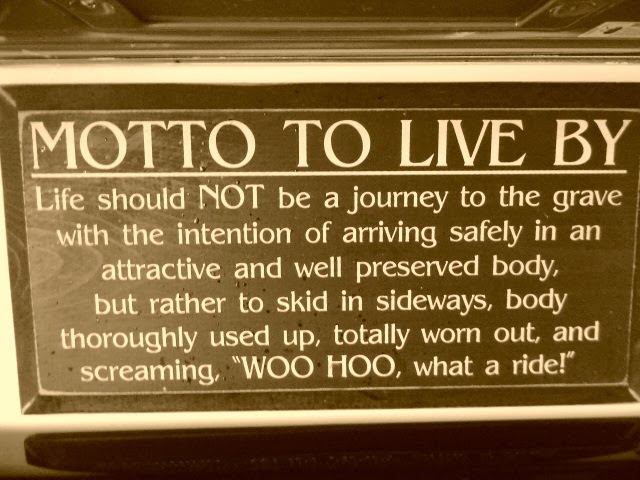 MOTTO TO LIVE BY
Life should NOT be a journey to the grave
with the intention of arriving safely in an
attractive and well preserved body,
but rather to skid in sideways, body
thoroughly used up, totally worn out, and
screaming, "WOO HOO, what a ride!"